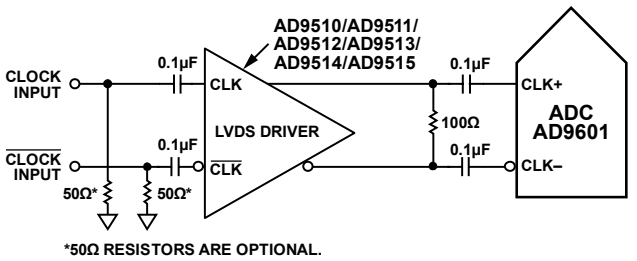 AD9510/AD9511/
AD9512/AD9513/
AD9514/AD9515
CLOCK
INPUT
0.1µF
CLK
LVDS DRIVER
0.1µF
CLK+
ADC
AD9601
100Ω
CLOCK
INPUT
0.1µF
CLK
0.1µF
CLK–
50Ω*
50Ω*
*50Ω RESISTORS ARE OPTIONAL.